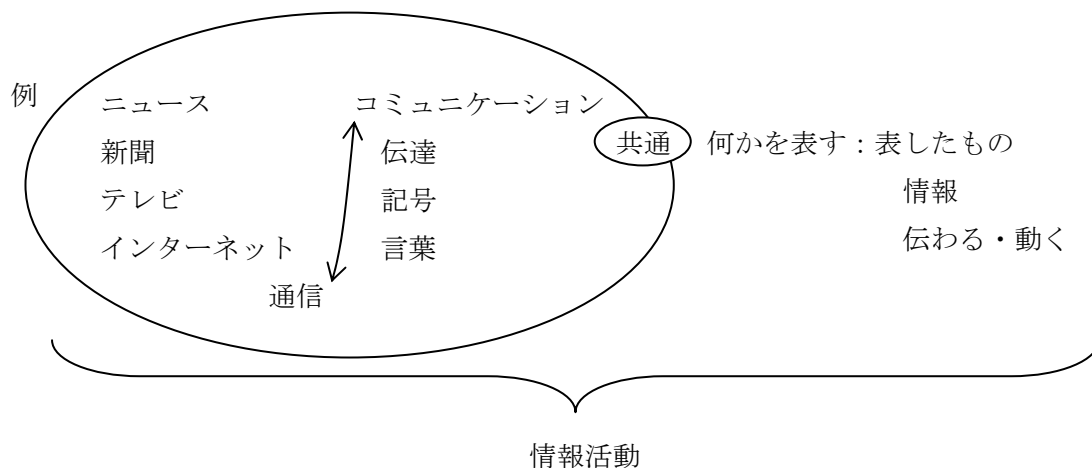 例
ニュース
新聞
テレビ
インターネット
通信
コミュニケーション
伝達
記号
言葉
共通
何かを表す：表したもの
情報
伝わる・動く
情報活動